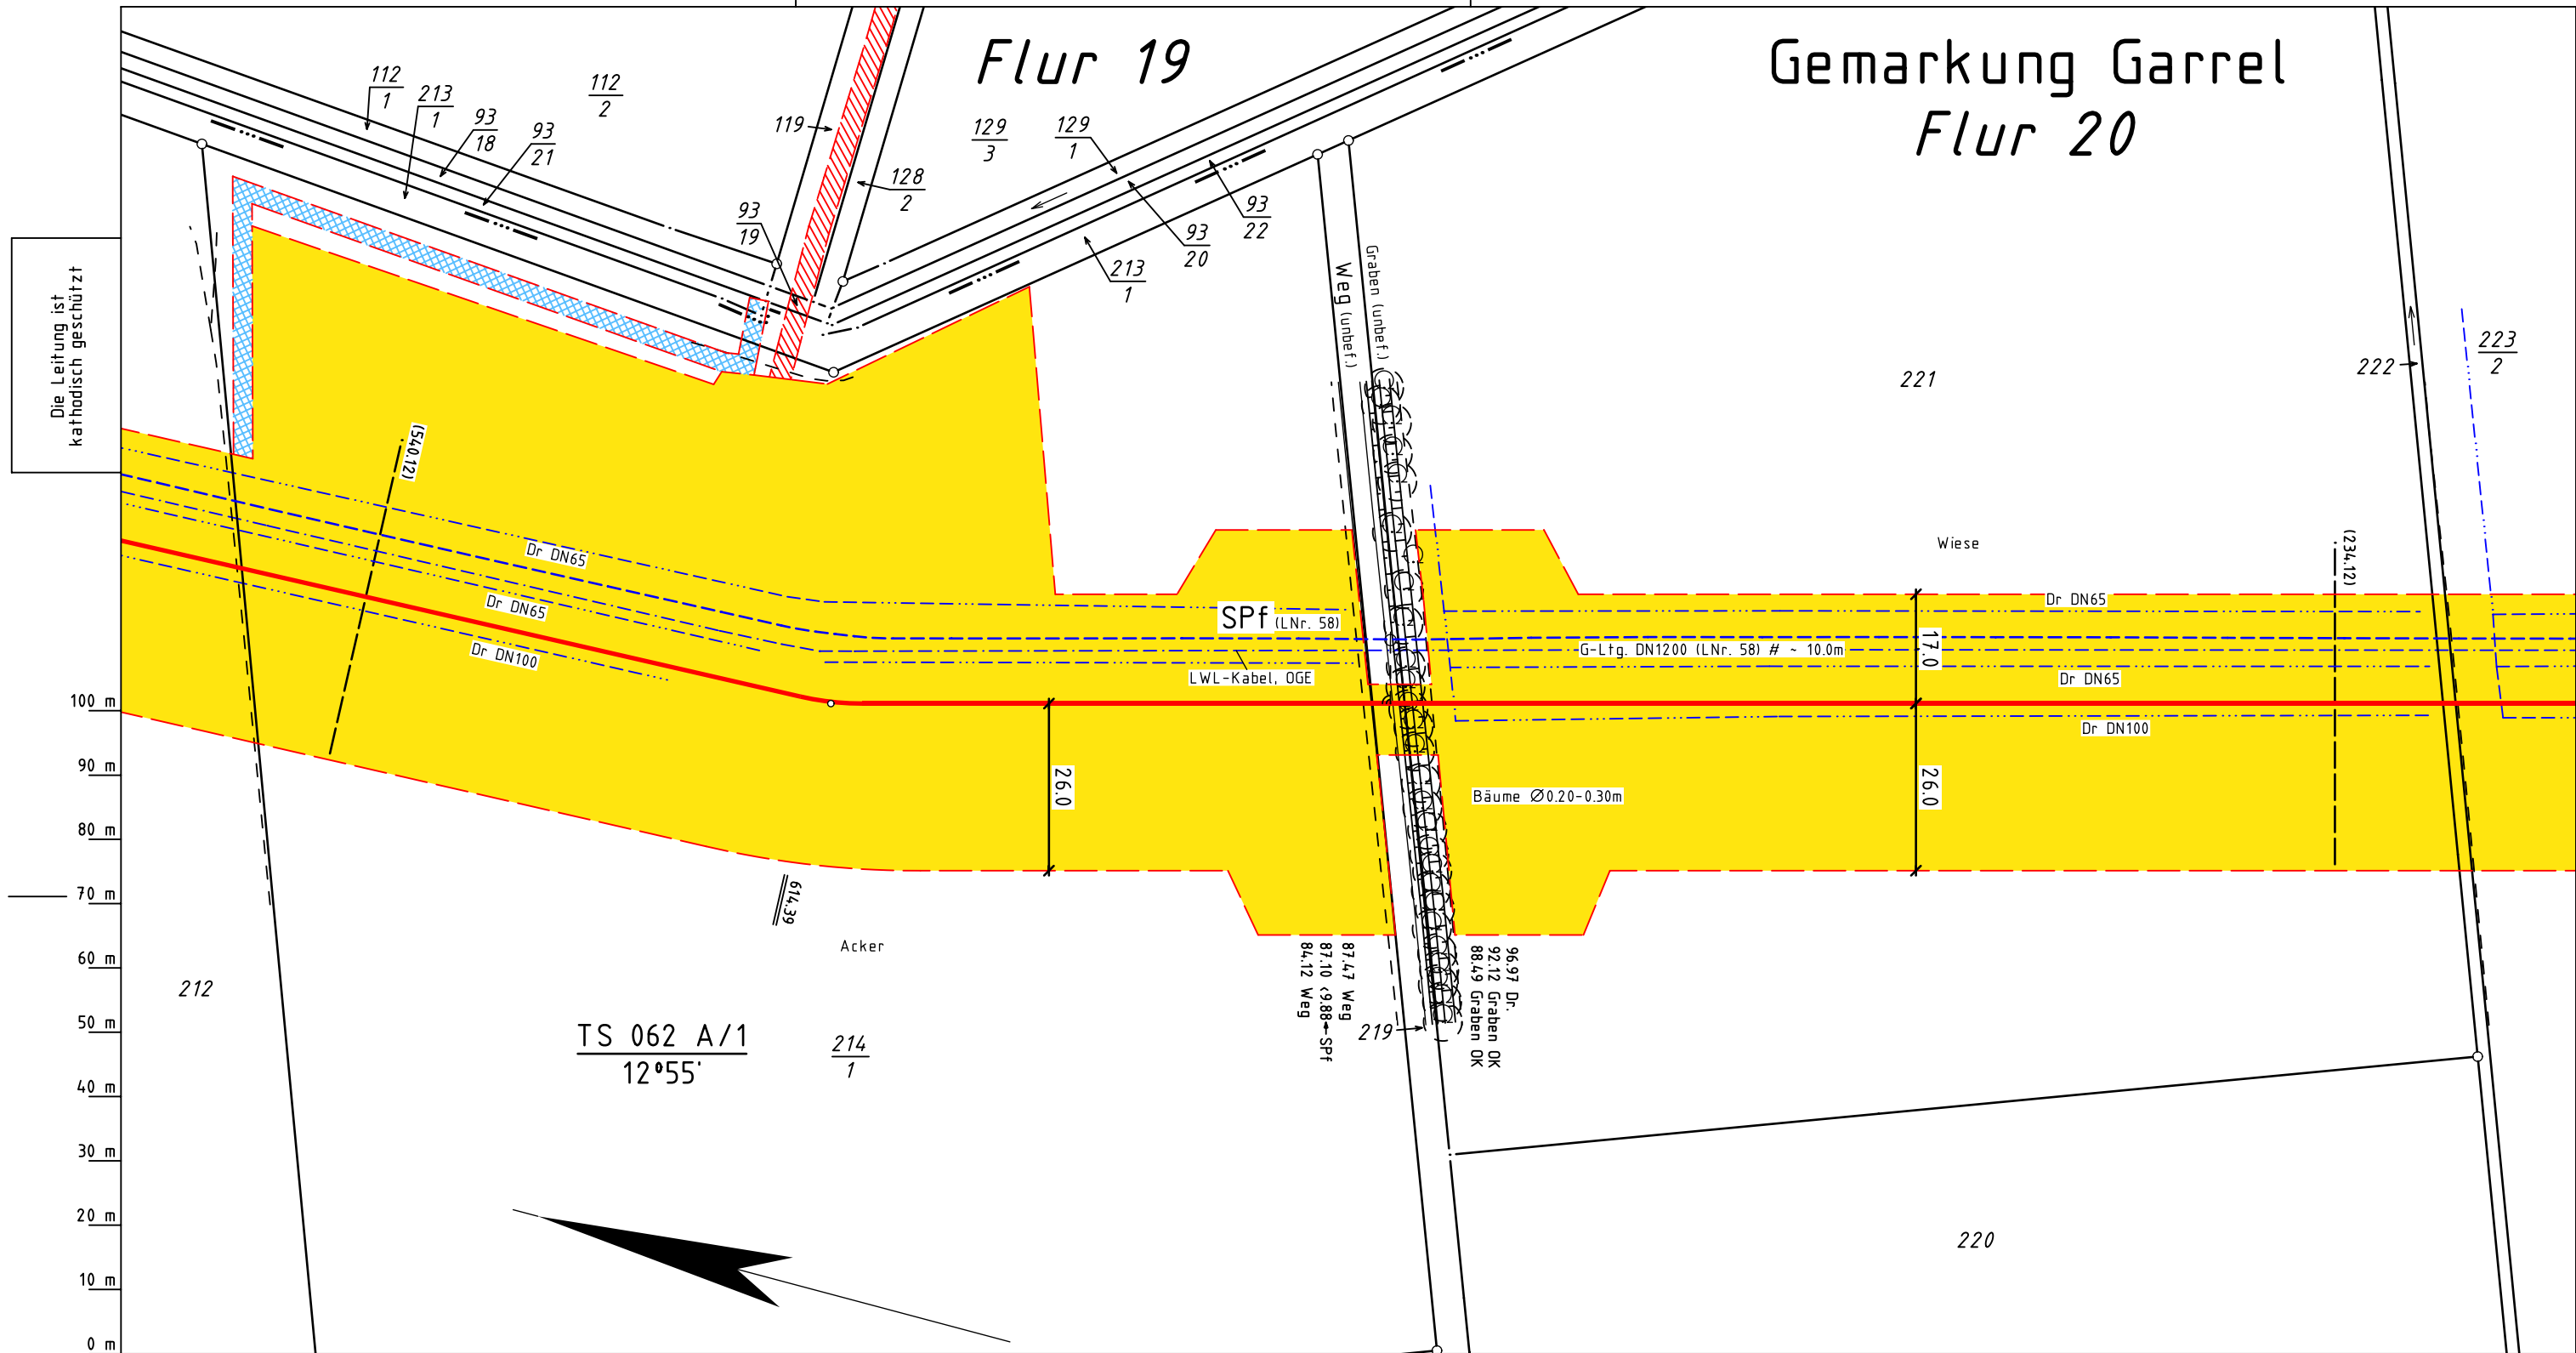 Flur 19
Gemarkung Garrel
Flur 20
112
1
213
1
93
18
93
21
112
2
119
128
2
129
3
129
1
93
19
93
22
93
20
213
1
Weg (unbef.)
Graben (unbef.)
221
222
223
2
Die Leitung ist
kathodisch geschützt
(540.12)
(234.12)
Wiese
Dr DN65
Dr DN65
Dr DN100
SPf (LNr. 58)
LWL-Kabel, OGE
G-Ltg. DN1200 (LNr. 58) # ~ 10.0m
Dr DN65
Dr DN65
Dr DN100
17.0
26.0
26.0
Bäume Ø0.20-0.30m
614.39
Acker
87.47 Weg
87.10 <9.88 SPf
84.12 Weg
96.97 Dr.
92.12 Graben OK
88.49 Graben OK
219
212
TS 062 A/1
12°55'
214
1
220
100 m
90 m
80 m
70 m
60 m
50 m
40 m
30 m
20 m
10 m
0 m